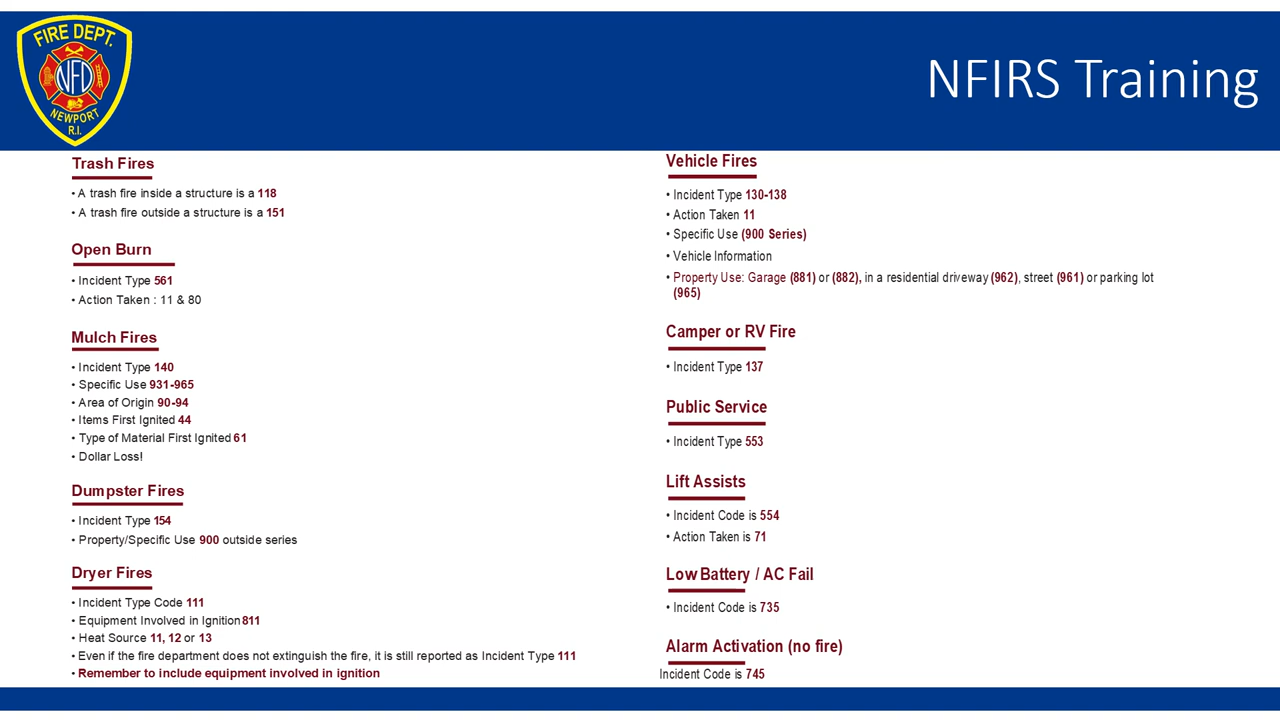 FIRE DEPT.
NFD
NEWPORT
R.I.
NFIRS Training
Trash Fires
• A trash fire inside a structure is a 118
• A trash fire outside a structure is a 151
Open Burn
• Incident Type 561
• Action Taken : 11 & 80
Mulch Fires
• Incident Type 140
• Specific Use 931-965
• Area of Origin 90-94
• Items First Ignited 44
• Type of Material First Ignited 61
• Dollar Loss!
Dumpster Fires
• Incident Type 154
• Property/Specific Use 900 outside series
Dryer Fires
• Incident Type Code 111
• Equipment Involved in Ignition 811
• Heat Source 11, 12 or 13
• Even if the fire department does not extinguish the fire, it is still reported as Incident Type 111
• Remember to include equipment involved in ignition
Vehicle Fires
• Incident Type 130-138
• Action Taken 11
• Specific Use (900 Series)
• Vehicle Information
• Property Use: Garage (881) or (882), in a residential driveway (962), street (961) or parking lot
(965)
Camper or RV Fire
• Incident Type 137
Public Service
• Incident Type 553
Lift Assists
• Incident Code is 554
• Action Taken is 71
Low Battery / AC Fail
• Incident Code is 735
Alarm Activation (no fire)
Incident Code is 745